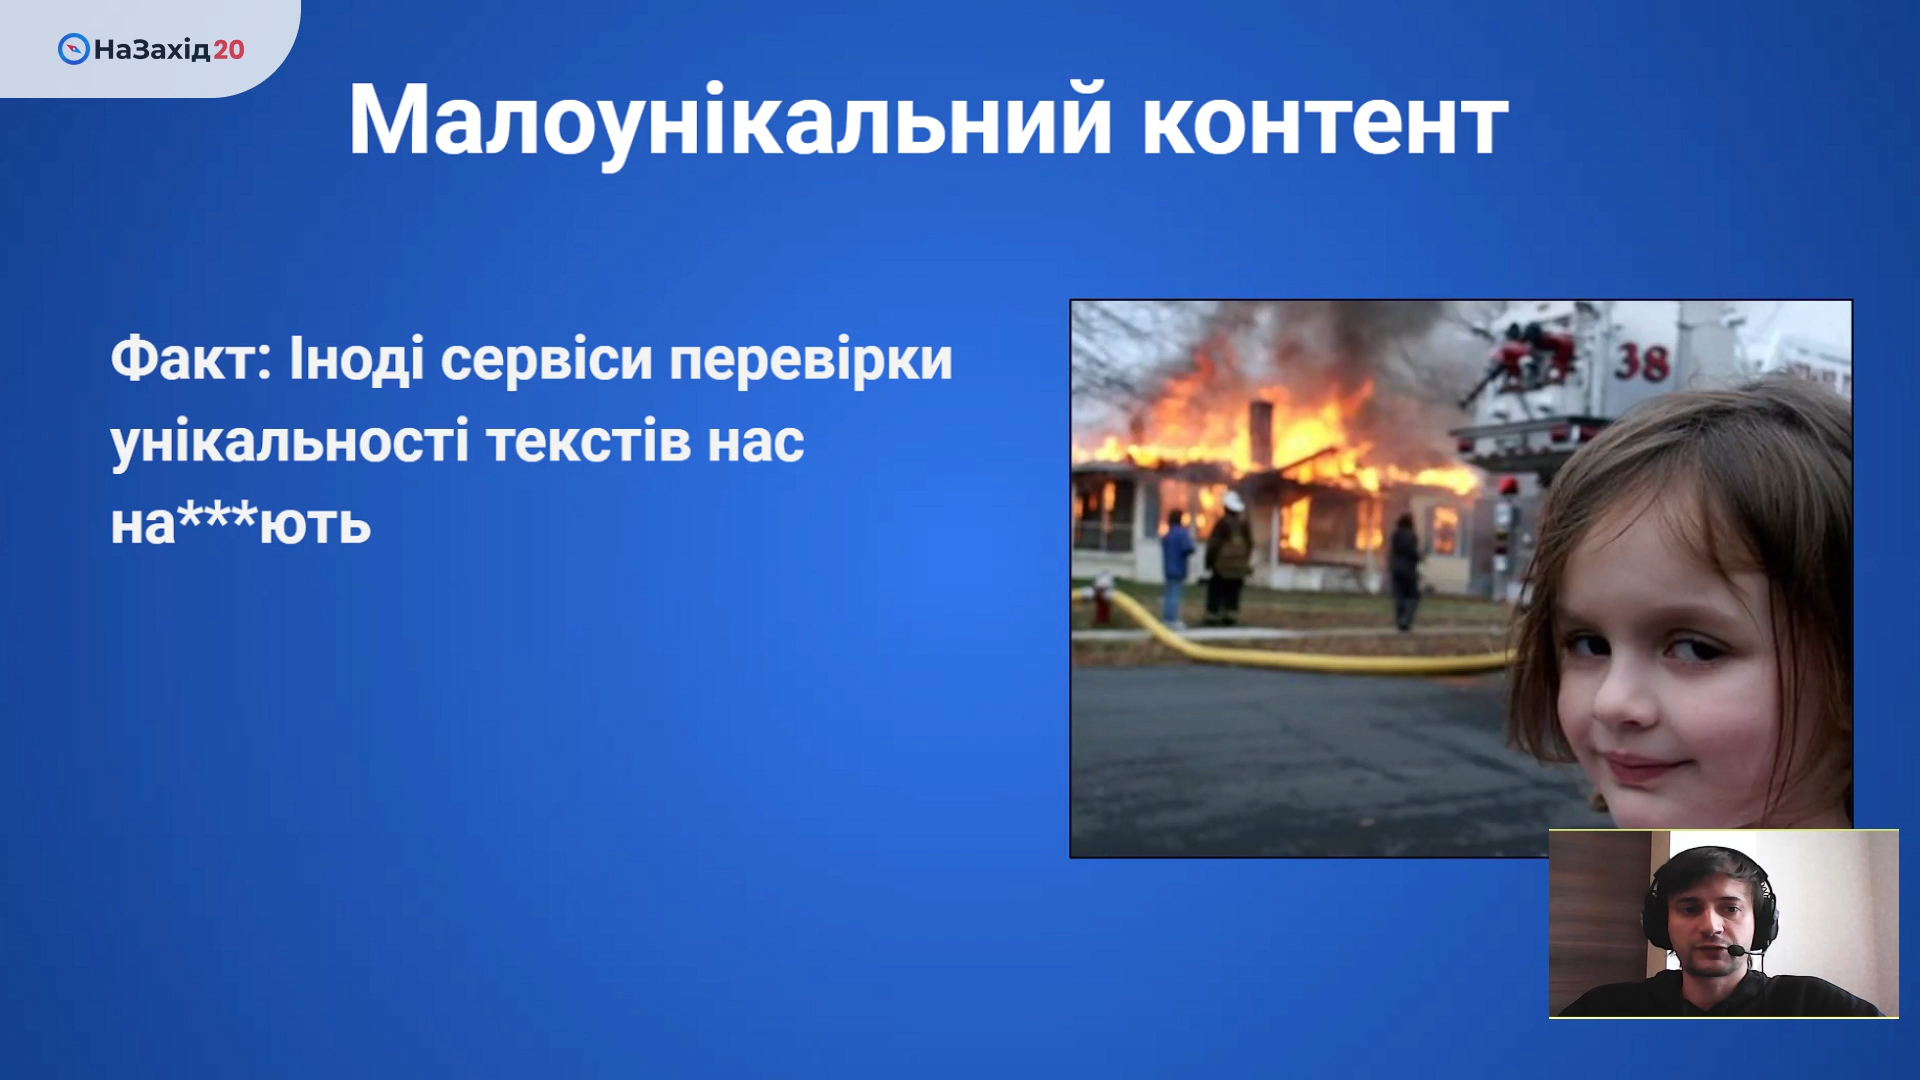 НаЗахід20
Малоунікальний контент
Факт: Іноді сервіси перевірки
унікальності текстів нас
на***ють
38